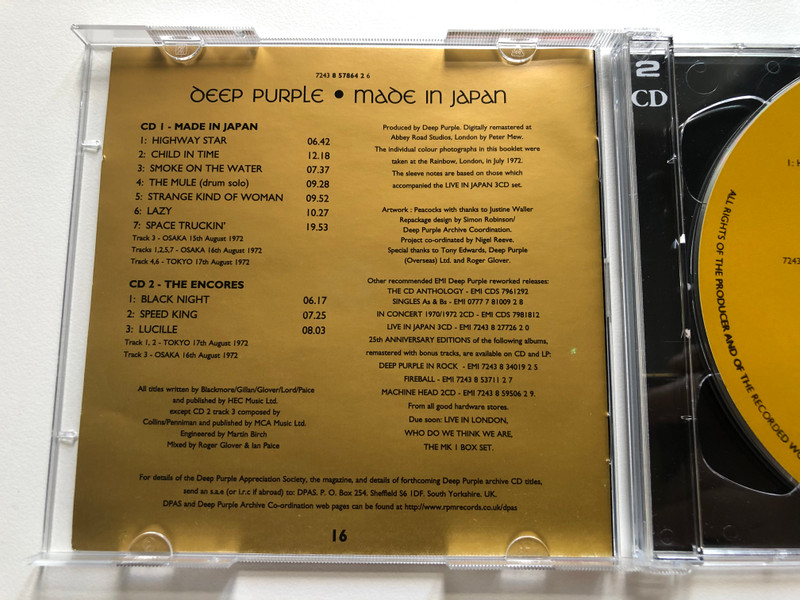 7243 8 57864 2 6
DEEP PURPLE • MADE IN JAPAN
CD 1 - MADE IN JAPAN
1: HIGHWAY STAR 06.42
2: CHILD IN TIME 12.18
3: SMOKE ON THE WATER 07.37
4: THE MULE (drum solo) 09.28
5: STRANGE KIND OF WOMAN 09.52
6: LAZY 10.27
7: SPACE TRUCKIN' 19.53
Track 3 - OSAKA 15th August 1972
Tracks 1,2,5,7 - OSAKA 16th August 1972
Track 4,6 - TOKYO 17th August 1972
CD 2 - THE ENCORES
1: BLACK NIGHT 06.17
2: SPEED KING 07.25
3: LUCILLE 08.03
Track 1, 2 - TOKYO 17th August 1972
Track 3 - OSAKA 16th August 1972
All titles written by Blackmore/Gillan/Glover/Lord/Paice
and published by HEC Music Ltd.
except CD 2 track 3 composed by
Collins/Penniman and published by MCA Music Ltd.
Engineered by Martin Birch
Mixed by Roger Glover & Ian Paice
Produced by Deep Purple. Digitally remastered at
Abbey Road Studios, London by Peter Mew.
The individual colour photographs in this booklet were
taken at the Rainbow, London, in July 1972.
The sleeve notes are based on those which
accompanied the LIVE IN JAPAN 3CD set.
Artwork : Peacocks with thanks to Justine Waller
Repackage design by Simon Robinson/
Deep Purple Archive Coordination.
Project co-ordinated by Nigel Reeve.
Special thanks to Tony Edwards, Deep Purple
(Overseas) Ltd. and Roger Glover.
Other recommended EMI Deep Purple reworked releases:
THE CD ANTHOLOGY - EMI CDS 7961292
SINGLES As & Bs - EMI 0777 7 81009 2 8
IN CONCERT 1970/1972 2CD - EMI CDS 7981812
LIVE IN JAPAN 3CD - EMI 7243 8 27726 2 0
25th ANNIVERSARY EDITIONS of the following albums,
remastered with bonus tracks, are available on CD and LP:
DEEP PURPLE IN ROCK - EMI 7243 8 34019 2 5
FIREBALL - EMI 7243 8 53711 2 7
MACHINE HEAD 2CD - EMI 7243 8 59506 2 9.
From all good hardware stores.
Due soon: LIVE IN LONDON,
WHO DO WE THINK WE ARE,
THE MK 1 BOX SET.
For details of the Deep Purple Appreciation Society, the magazine, and details of forthcoming Deep Purple archive CD titles,
send an s.a.e (or I.r.c if abroad) to: DPAS, P. O. Box 254, Sheffield S6 1DF, South Yorkshire, UK.
DPAS and Deep Purple Archive Co-ordination web pages can be found at http://www.rpmrecords.co.uk/dpas
16
2
CD
1: H
7243
ALL RIGHTS OF THE PRODUCER AND OF THE RECORDED WO